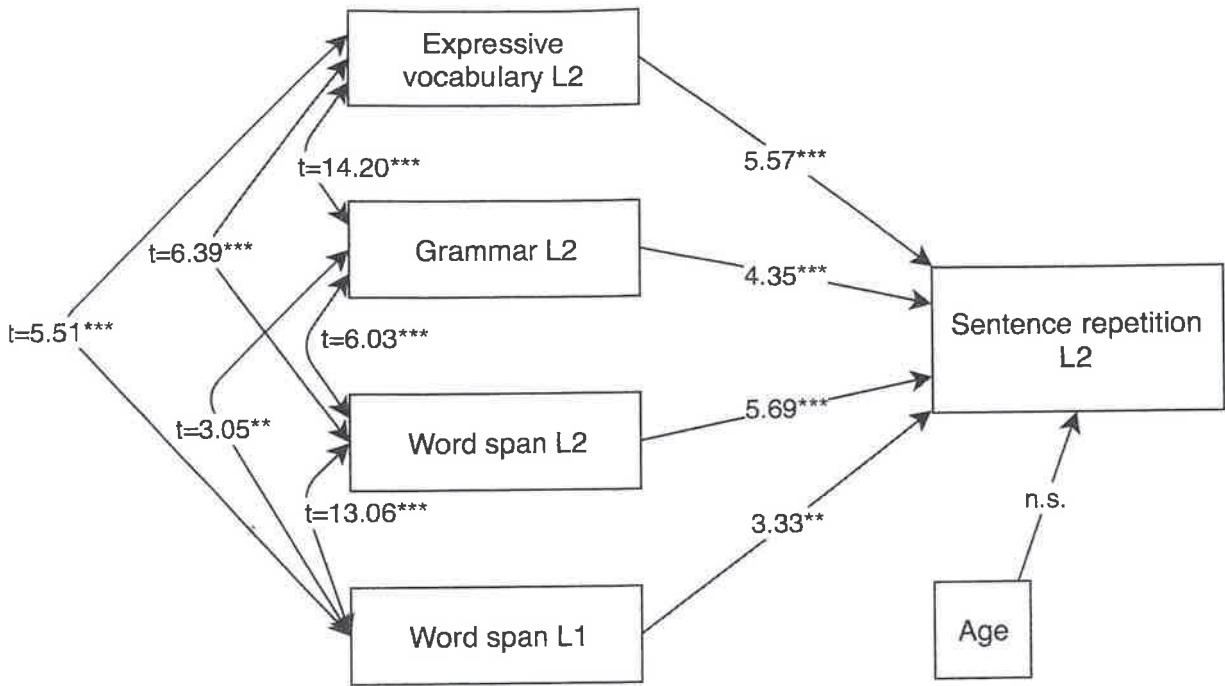 Expressive
vocabulary L2
5.57***
t=14.20***
t=6.39***
Grammar L2
4.35***
t=5.51***
t=6.03***
Sentence repetition
L2
t=3.05**
Word span L2
5.69***
t=13.06***
3.33**
n.s.
Word span L1
Age